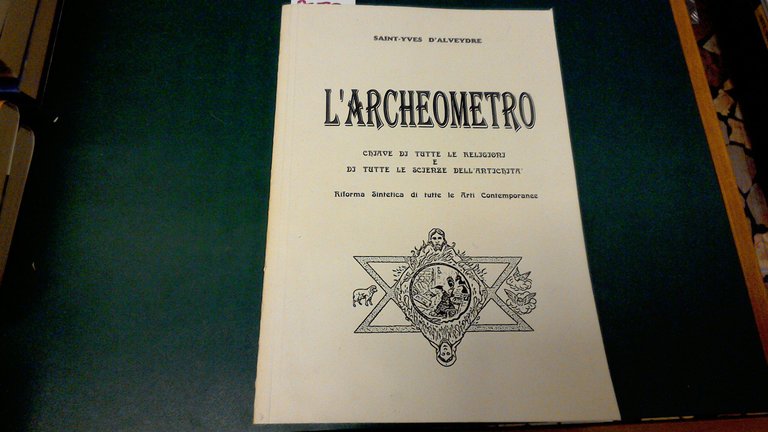 SAINT-YVES D'ALVEYDRE
L'ARCHEOMETRO
CHIAVE DI TUTTE LE RELIGIONI
E
DI TUTTE LE SCIENZE DELL'ANTICHITA'
Riforma Sintetica di tutte le Arti Contemporanee